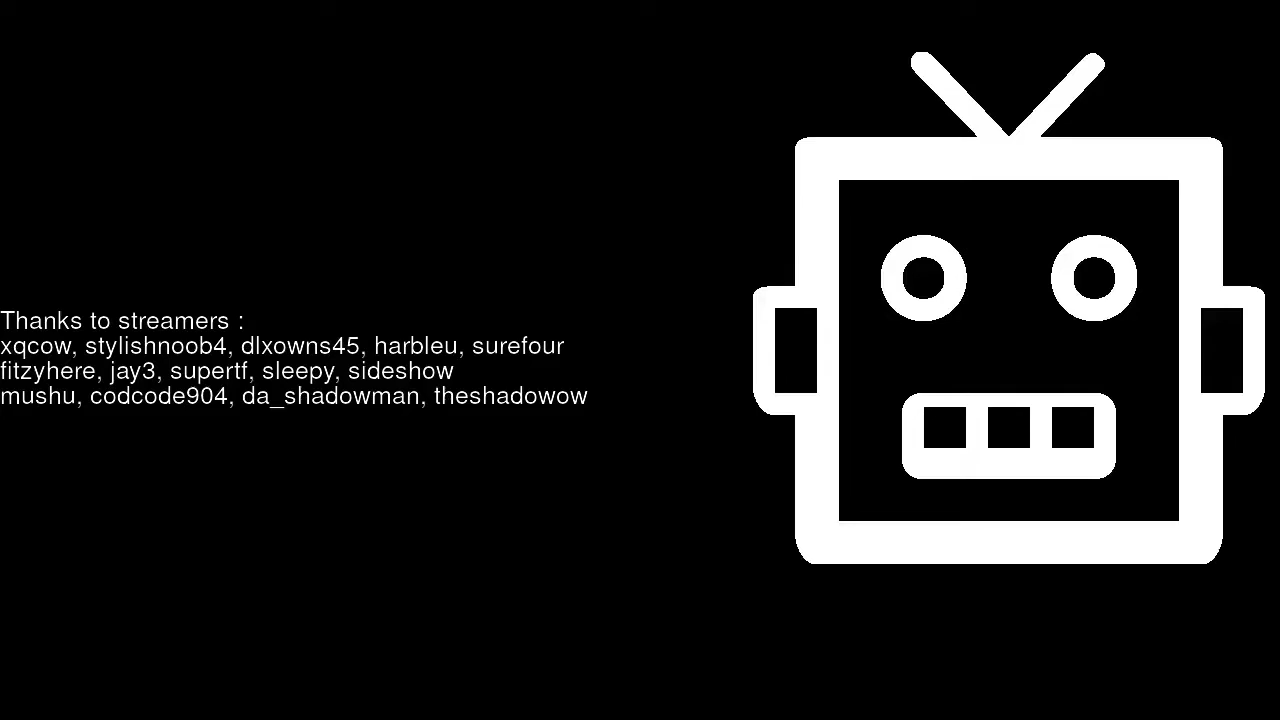 Thanks to streamers :
xqcow, stylishnoob4, dlxowns45, harbleu, surefour
fitzyhere, jay3, supertf, sleepy, sideshow
mushu, codcode904, da_shadowman, theshadowow